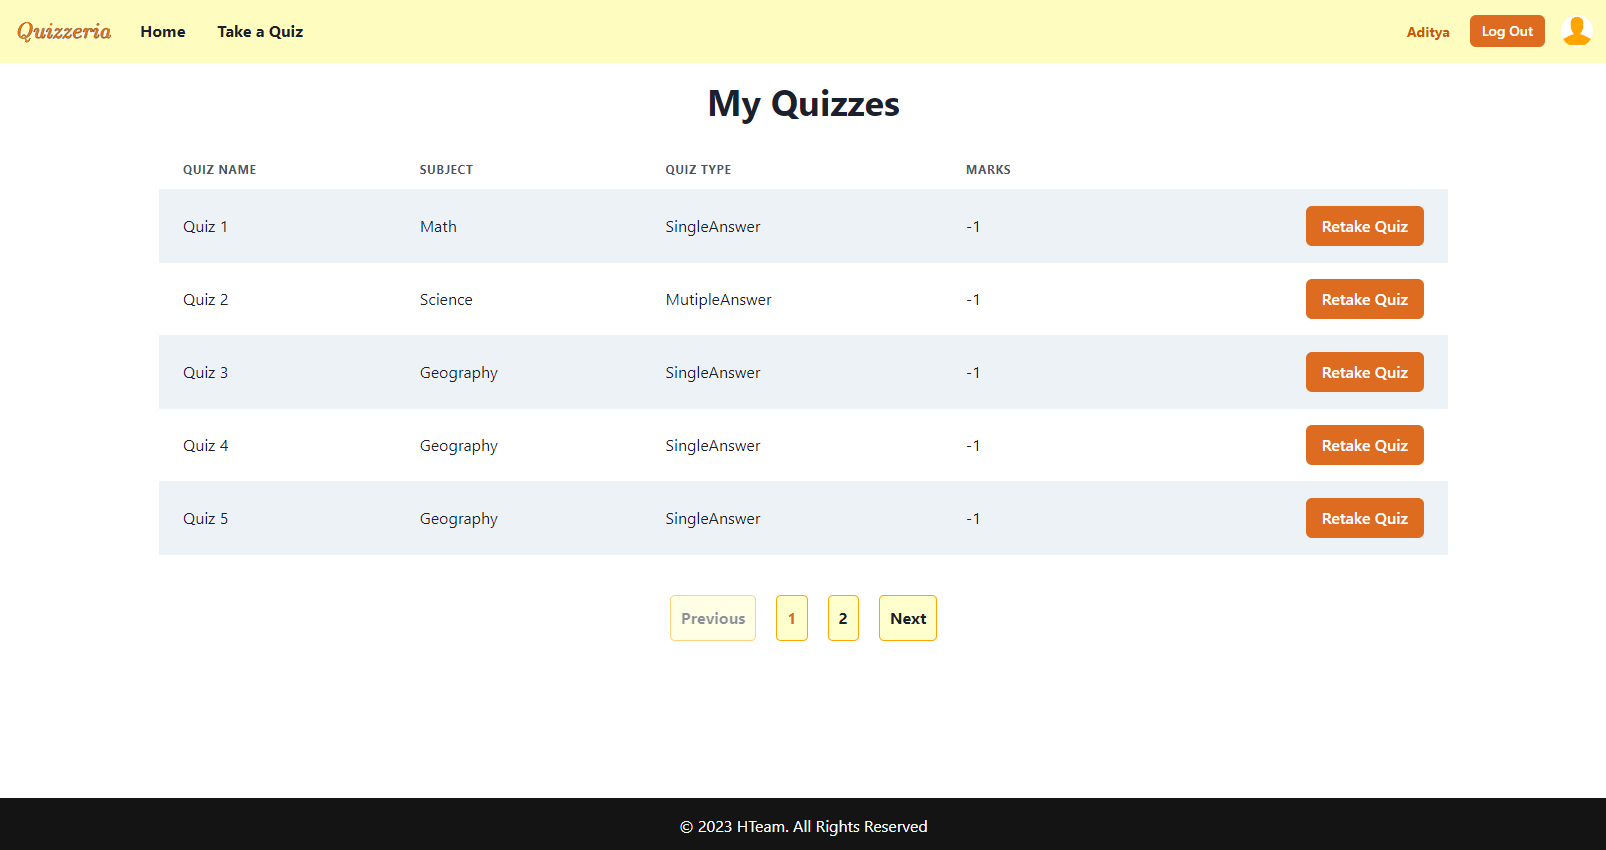 Quizzeria Home Take a Quiz Aditya Log Out
My Quizzes
QUIZ NAME SUBJECT QUIZ TYPE MARKS
Quiz 1 Math SingleAnswer -1 Retake Quiz
Quiz 2 Science MutipleAnswer -1 Retake Quiz
Quiz 3 Geography SingleAnswer -1 Retake Quiz
Quiz 4 Geography SingleAnswer -1 Retake Quiz
Quiz 5 Geography SingleAnswer -1 Retake Quiz
Previous 1 2 Next
© 2023 HTeam. All Rights Reserved